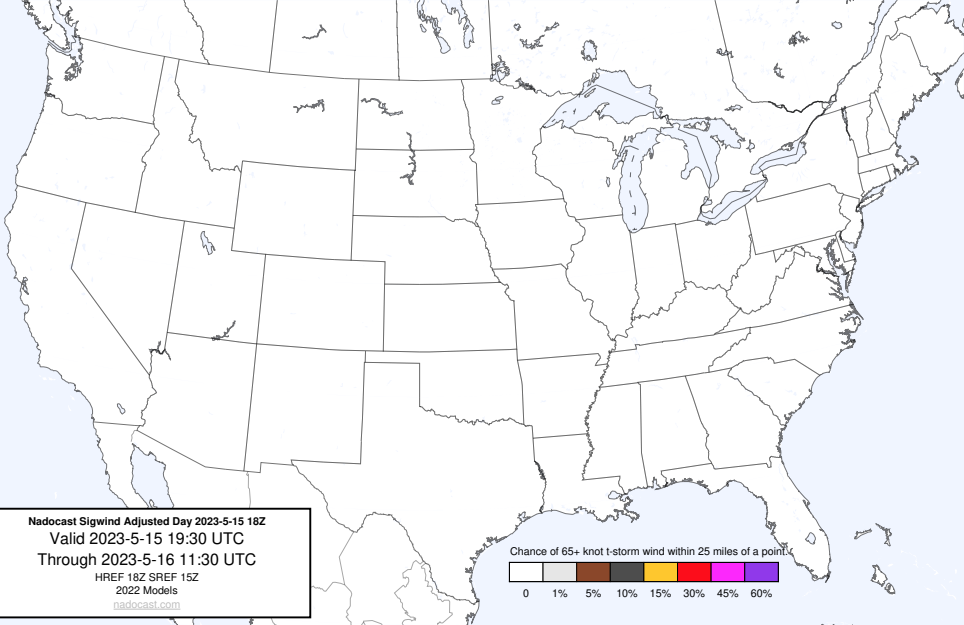 Nadocast Sigwind Adjusted Day 2023-5-15 18Z
Valid 2023-5-15 19:30 UTC
Through 2023-5-16 11:30 UTC
HREF 18Z SREF 15Z
2022 Models
nadocast.com
Chance of 65+ knot t-storm wind within 25 miles of a point.
0 1% 5% 10% 15% 30% 45% 60%